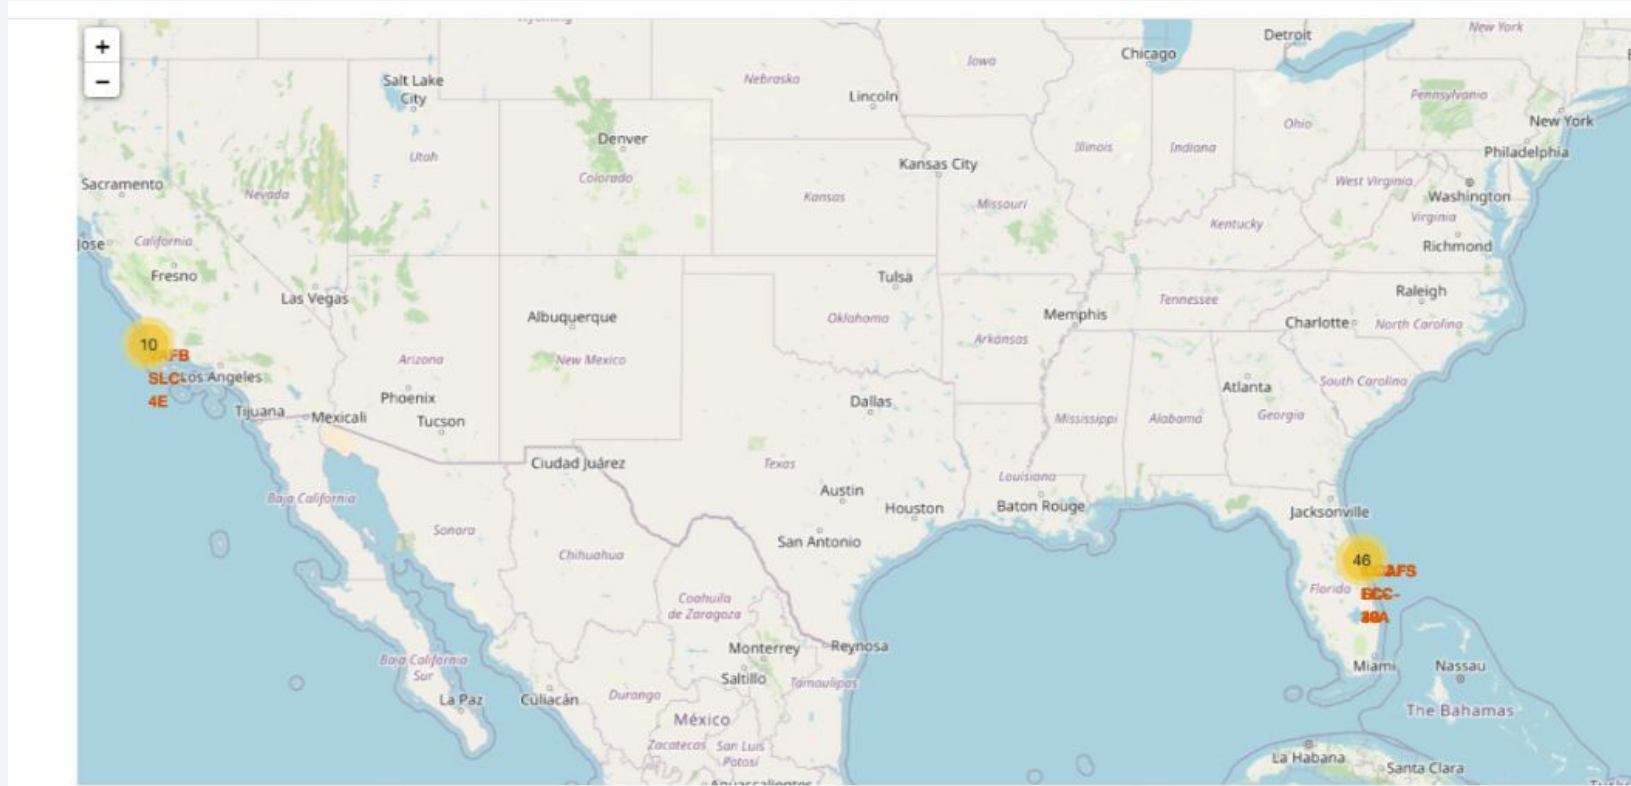 Wyoming
New York
+
Detroit
Chicago
Iowa
−
Salt Lake
City
Nebraska
Lincoln
Pennsylvania
New York
Denver
Ohio
Utah
Illinois
Indiana
Philadelphia
Kansas City
Colorado
Sacramento
West Virginia
Nevada
Kansas
Missouri
Washington
Virginia
Kentucky
Jose
California
Richmond
Fresno
Tulsa
Las Vegas
Raleigh
Tennessee
Albuquerque
Oklahoma
Memphis
Charlotte
North Carolina
10
Arkansas
AFB
Arizona
New Mexico
SLC-
Los Angeles
Atlanta
South Carolina
4E
Phoenix
Dallas
Tijuana
Mexicali
Tucson
Mississippi
Alabama
Georgia
Ciudad Juárez
Texas
Louisiana
Baja California
Austin
Houston
Baton Rouge
Jacksonville
Sonora
San Antonio
Chihuahua
46
AFS
Florida
Coahuila
de Zaragoza
Monterrey
Reynosa
Baja California
Sur
Saltillo
Tamaulipas
Miami
Nassau
La Paz
Culiacán
Durango
México
The Bahamas
Zacatecas
San Luis
Potosí
La Habana
Santa Clara
Aguascalientes